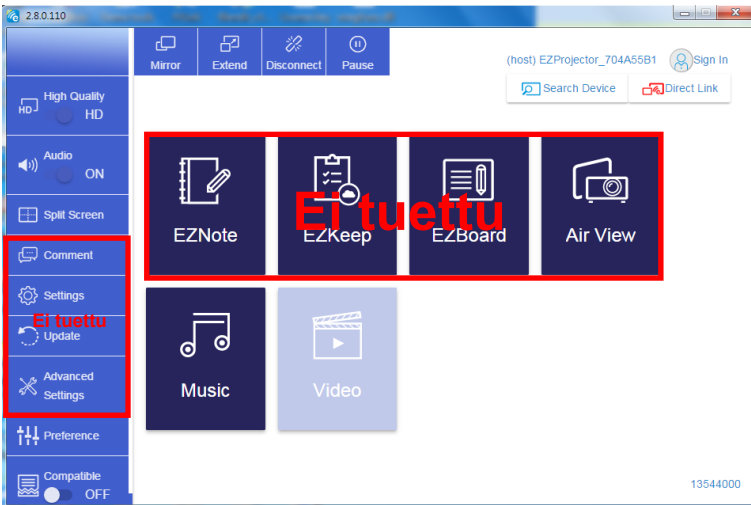 2.8.0.110
Mirror
Extend
Disconnect
Pause
(host) EZProjector_704A55B1
Sign In
Search Device
Direct Link
High Quality
HD
HD
Audio
ON
Split Screen
Comment
Settings
Ei tuettu
Update
Advanced
Settings
Preference
Compatible
OFF
EZNote
EZKeep
EZBoard
Air View
Ei tuettu
Music
Video
13544000